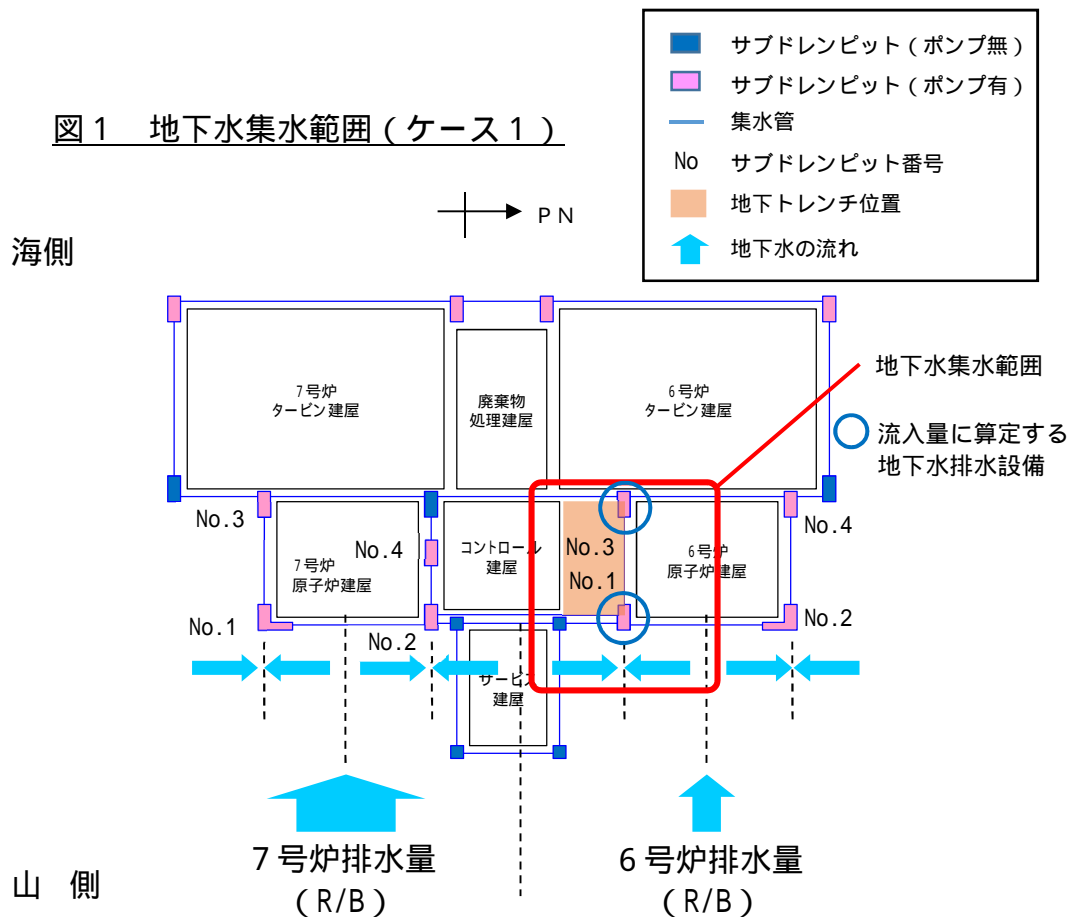 サブドレンピット（ポンプ無）
サブドレンピット（ポンプ有）
集水管
No サブドレンピット番号
地下トレンチ位置
地下水の流れ
図１ 地下水集水範囲（ケース１）
ＰＮ
海側
地下水集水範囲
7号炉
タービン建屋
廃棄物
処理建屋
6号炉
タービン建屋
流入量に算定する
地下水排水設備
No.3
No.4
7号炉
原子炉建屋
コントロール
建屋
No.3
No.1
6号炉
原子炉建屋
No.4
No.1
No.2
No.2
サービス
建屋
７号炉排水量
（R/B）
６号炉排水量
（R/B）
山 側